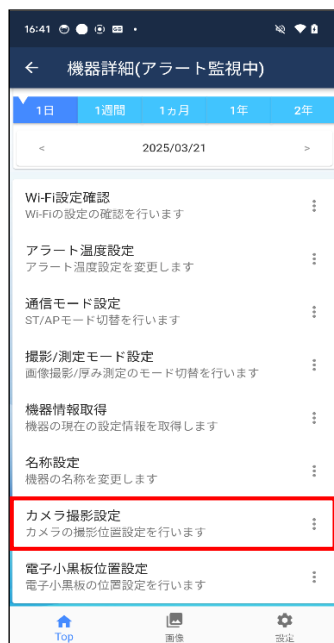 16:41
機器詳細(アラート監視中)
1日 1週間 1ヵ月 1年 2年
< 2025/03/21 >
Wi-Fi設定確認
Wi-Fiの設定の確認を行います
アラート温度設定
アラート温度設定を変更します
通信モード設定
ST/APモード切替を行います
撮影/測定モード設定
画像撮影/厚み測定のモード切替を行います
機器情報取得
機器の現在の設定情報を取得します
名称設定
機器の名称を変更します
カメラ撮影設定
カメラの撮影位置設定を行います
電子小黒板位置設定
電子小黒板の位置設定を行います
Top 画像 設定